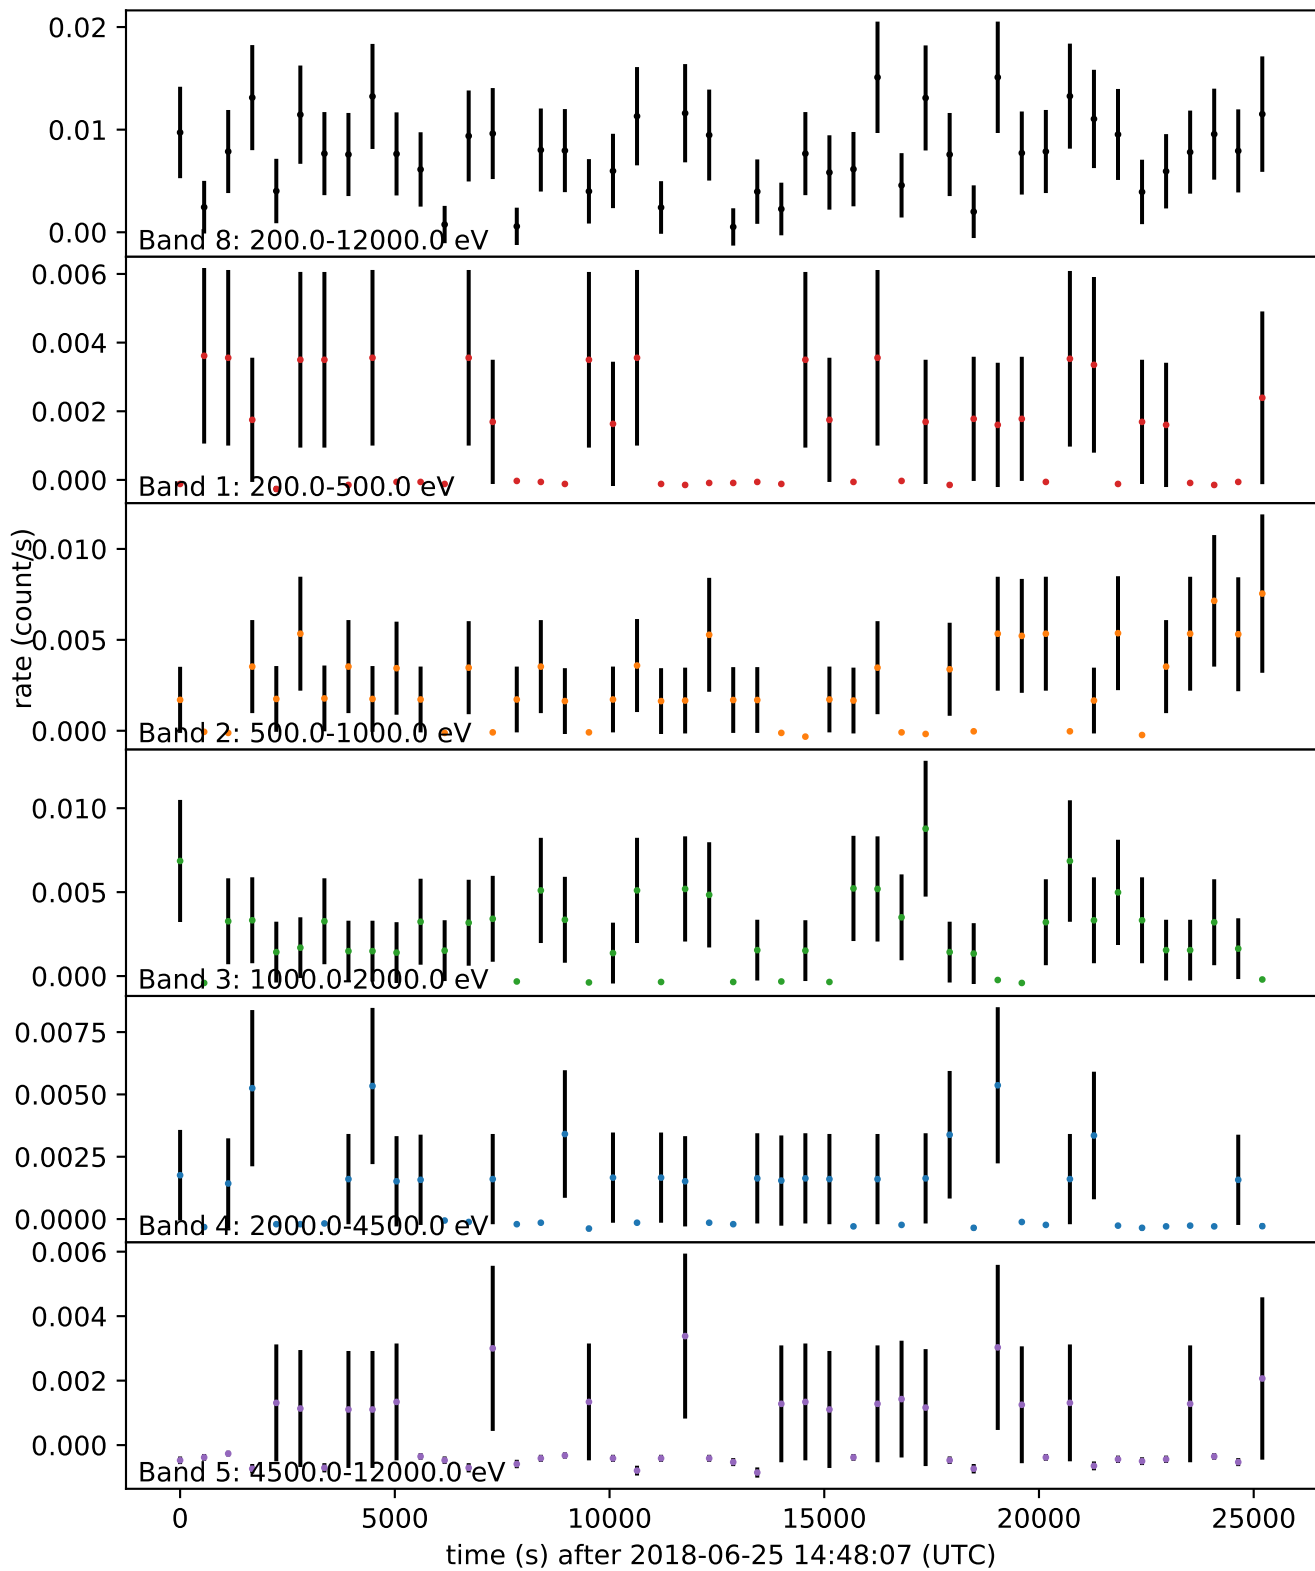 0.02
0.01
0.00
Band 8: 200.0-12000.0 eV
0.006
0.004
0.002
0.000
Band 1: 200.0-500.0 eV
rate (count/s)
0.010
0.005
0.000
Band 2: 500.0-1000.0 eV
0.010
0.005
0.000
Band 3: 1000.0-2000.0 eV
0.0075
0.0050
0.0025
0.0000
Band 4: 2000.0-4500.0 eV
0.006
0.004
0.002
0.000
Band 5: 4500.0-12000.0 eV
0 5000 10000 15000 20000 25000
time (s) after 2018-06-25 14:48:07 (UTC)